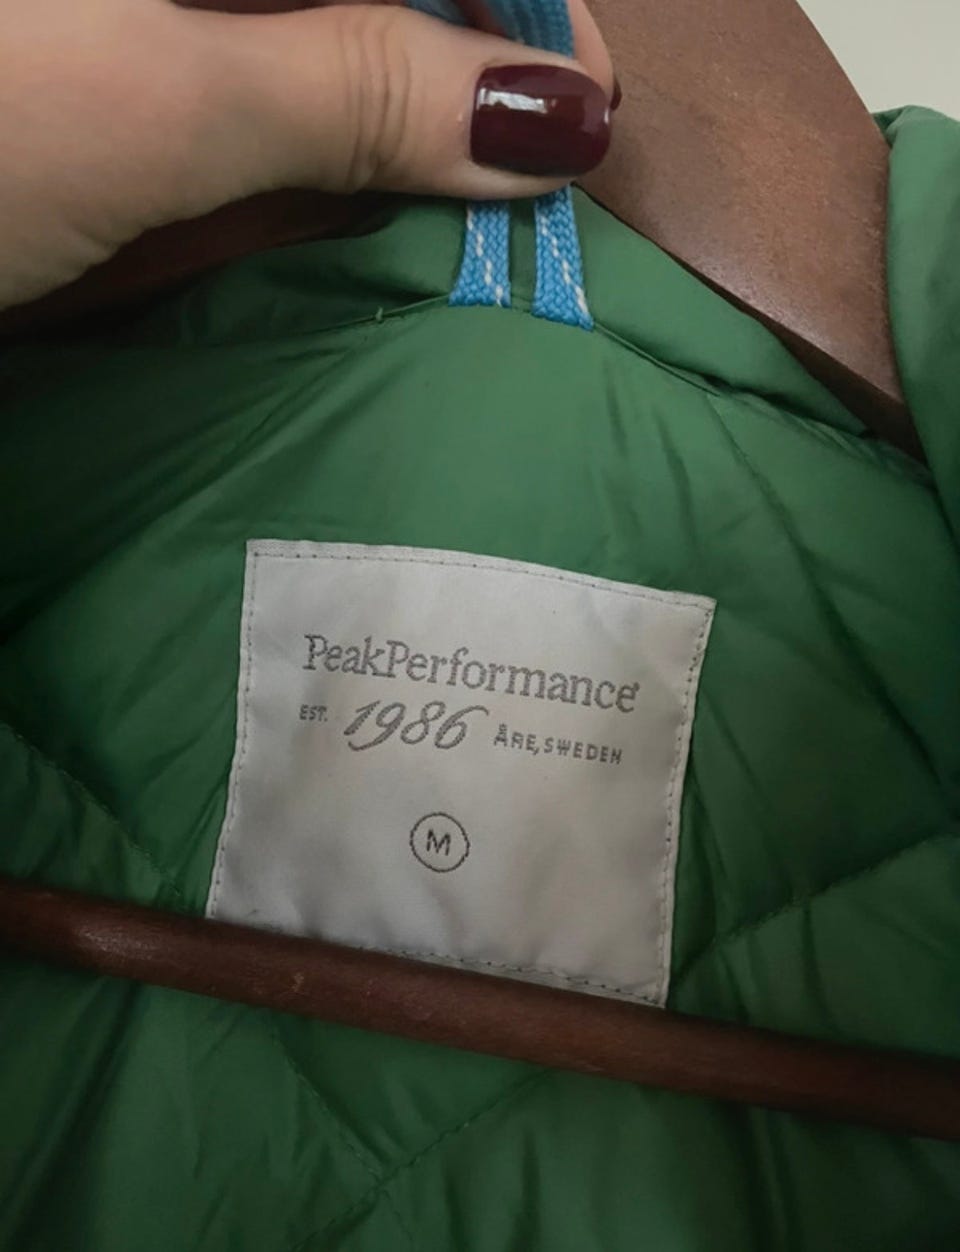 PeakPerformance
EST. 1986 ÅRE, SWEDEN
M